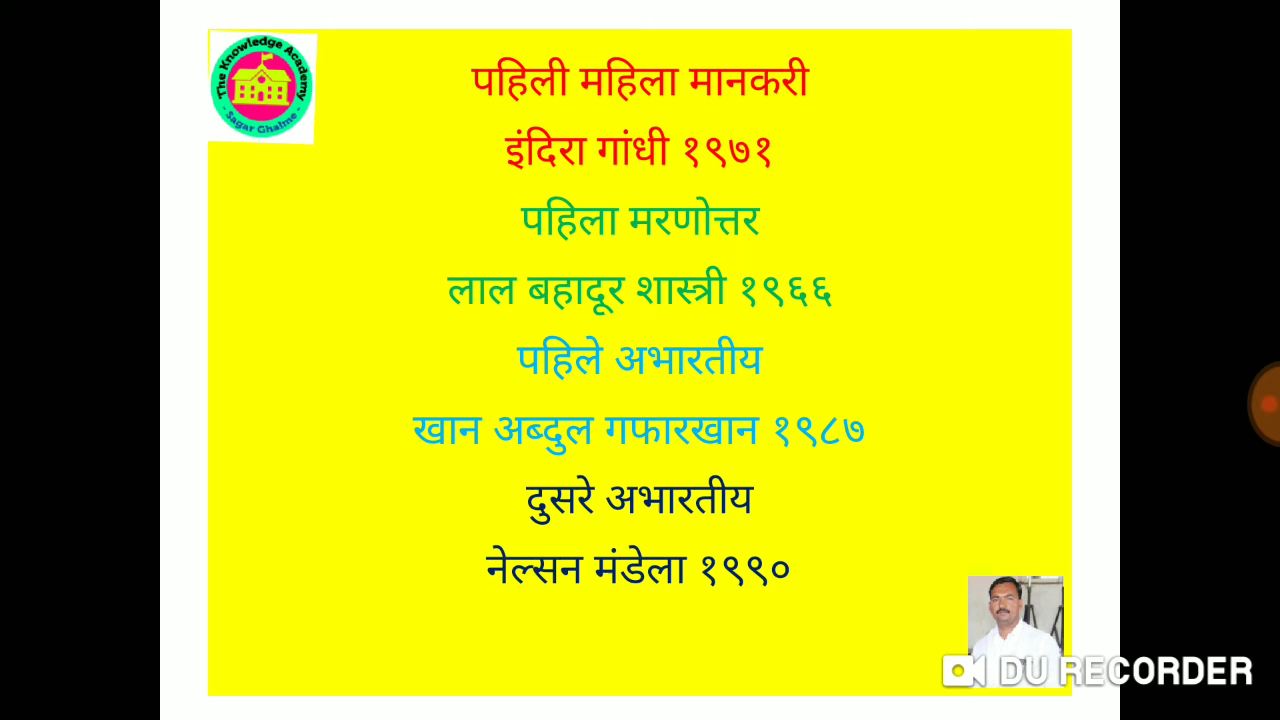 The Knowledge Academy
- Sagar Ghalme -
पहिली महिला मानकरी
इंदिरा गांधी १९७१
पहिला मरणोत्तर
लाल बहादूर शास्त्री १९६६
पहिले अभारतीय
खान अब्दुल गफारखान १९८७
दुसरे अभारतीय
नेल्सन मंडेला १९९०
DU RECORDER